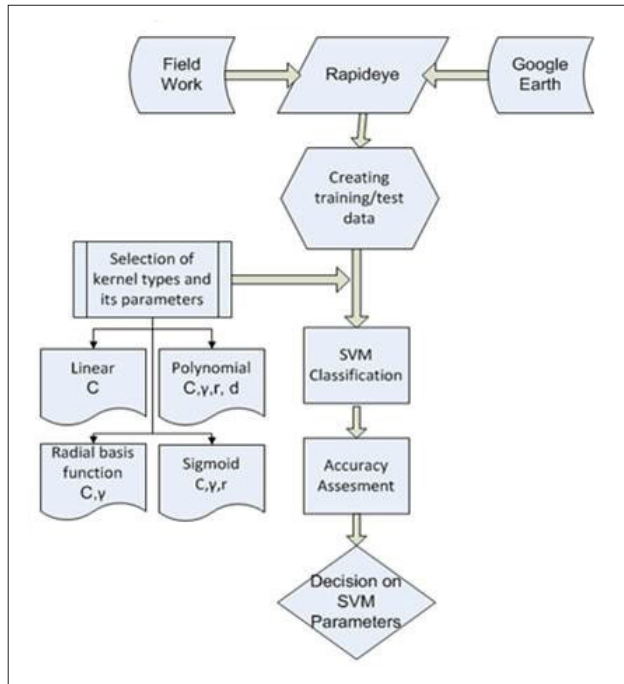 Field
Work
Rapideye
Google
Earth
Creating
training/test
data
Selection of
kernel types and
its parameters
Linear
C
Polynomial
C,γ,r, d
Radial basis
function
C,γ
Sigmoid
C,γ,r
SVM
Classification
Accuracy
Assesment
Decision on
SVM
Parameters